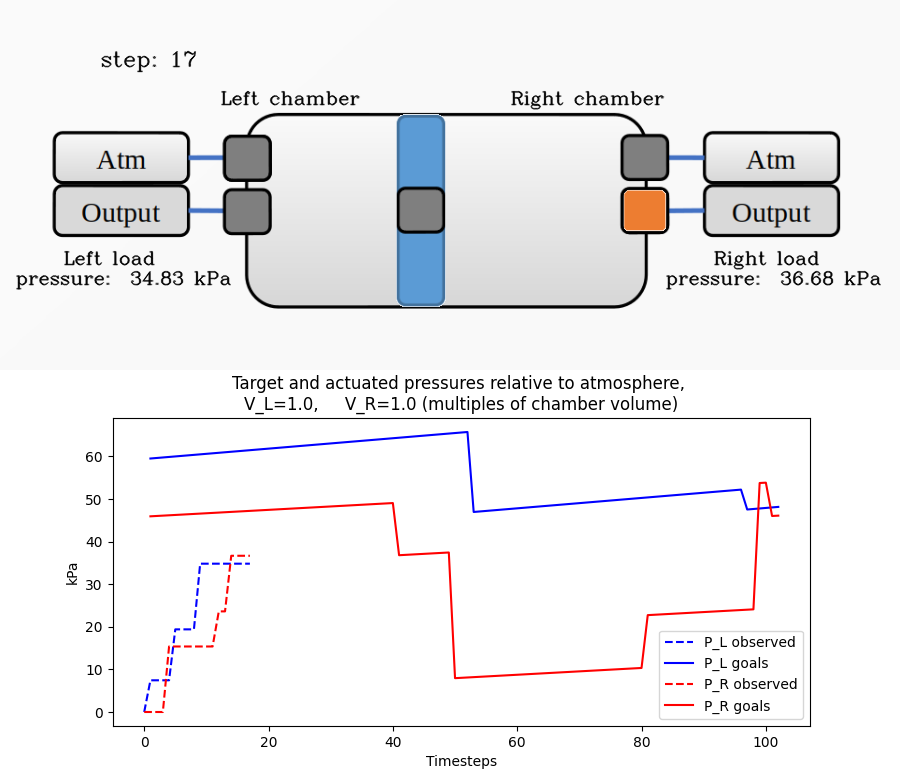 step: 17
Left chamber
Right chamber
Atm
Atm
Output
Output
Left load
pressure: 34.83 kPa
Right load
pressure: 36.68 kPa
Target and actuated pressures relative to atmosphere,
V_L=1.0, V_R=1.0 (multiples of chamber volume)
kPa
60
50
40
30
20
10
0
P_L observed
P_L goals
P_R observed
P_R goals
0 20 40 60 80 100
Timesteps